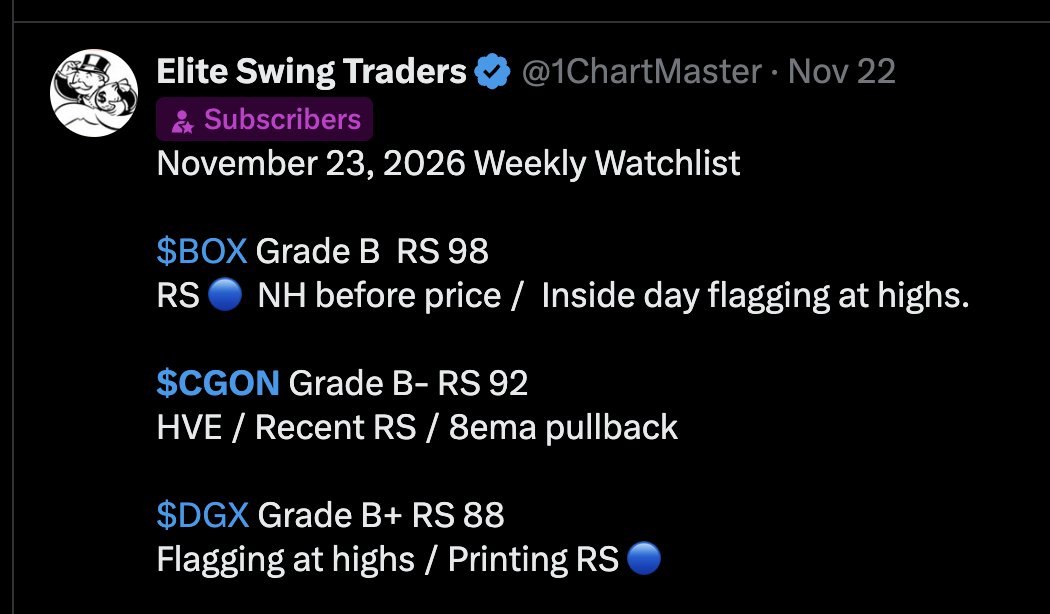 Elite Swing Traders @1ChartMaster · Nov 22
Subscribers
November 23, 2026 Weekly Watchlist
$BOX Grade B  RS 98
RS 🔵  NH before price /  Inside day flagging at highs.
$CGON Grade B- RS 92
HVE / Recent RS / 8ema pullback
$DGX Grade B+ RS 88
Flagging at highs / Printing RS 🔵